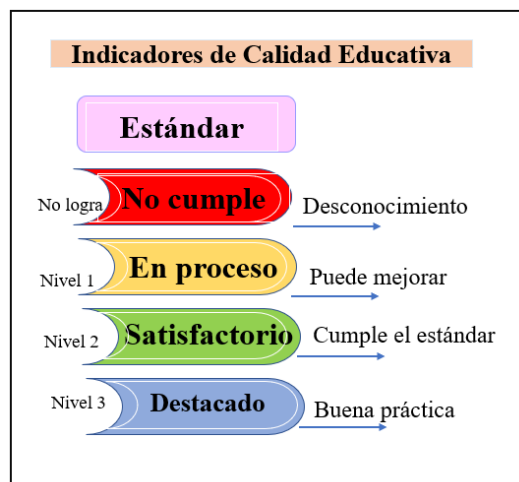 Indicadores de Calidad Educativa
Estándar
No logra No cumple Desconocimiento
Nivel 1 En proceso Puede mejorar
Nivel 2 Satisfactorio Cumple el estándar
Nivel 3 Destacado Buena práctica